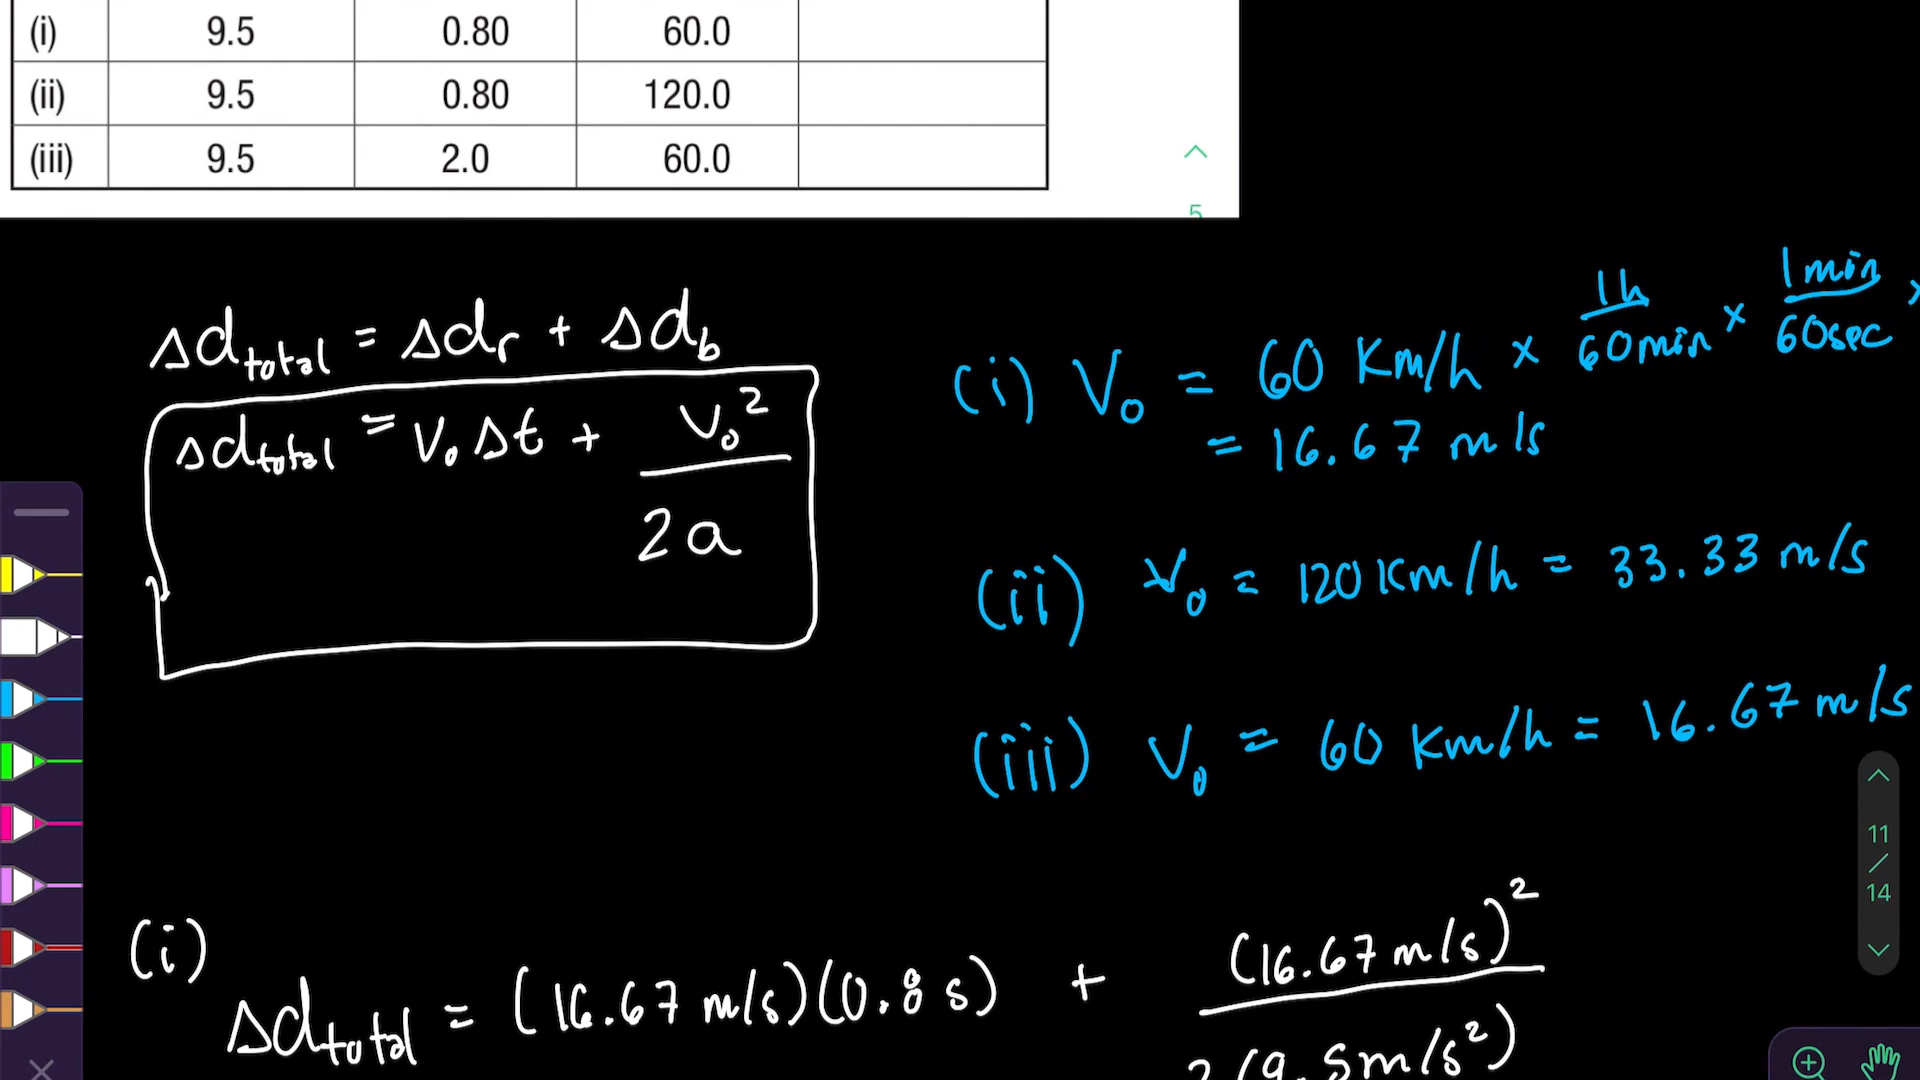 (i) 9.5 0.80 60.0
(ii) 9.5 0.80 120.0
(iii) 9.5 2.0 60.0
5
Δd_total = Δd_r + Δd_b
Δd_total = V₀ Δt + V₀² / 2a
(i) V₀ = 60 Km/h × 1h/60min × 1min/60sec ×
= 16.67 m/s
(ii) V₀ = 120 Km/h = 33.33 m/s
(iii) V₀ = 60 Km/h = 16.67 m/s
11
/
14
(i)
Δd_total = (16.67 m/s)(0.8 s) + (16.67 m/s)² / 2(9.5m/s²)